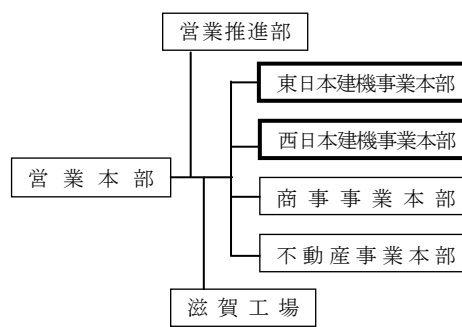 営業推進部
東日本建機事業本部
西日本建機事業本部
営業本部
商事事業本部
不動産事業本部
滋賀工場